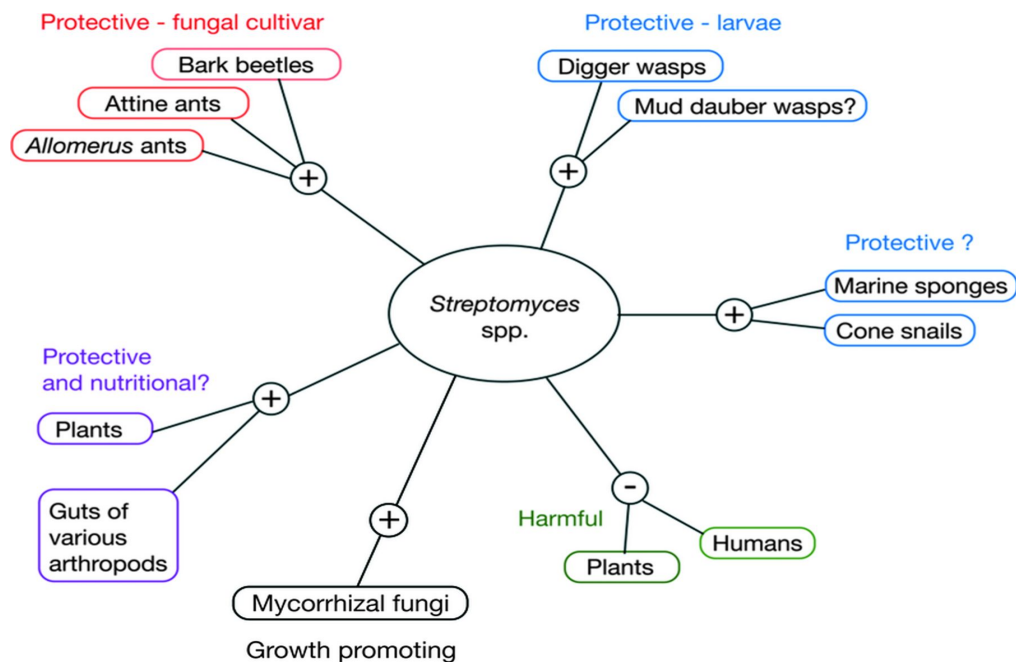 Protective - fungal cultivar
Bark beetles
Attine ants
Allomerus ants
+
Protective - larvae
Digger wasps
Mud dauber wasps?
+
Streptomyces
spp.
Protective ?
Marine sponges
Cone snails
+
Protective
and nutritional?
Plants
Guts of
various
arthropods
+
+
Mycorrhizal fungi
Growth promoting
-
Harmful
Humans
Plants